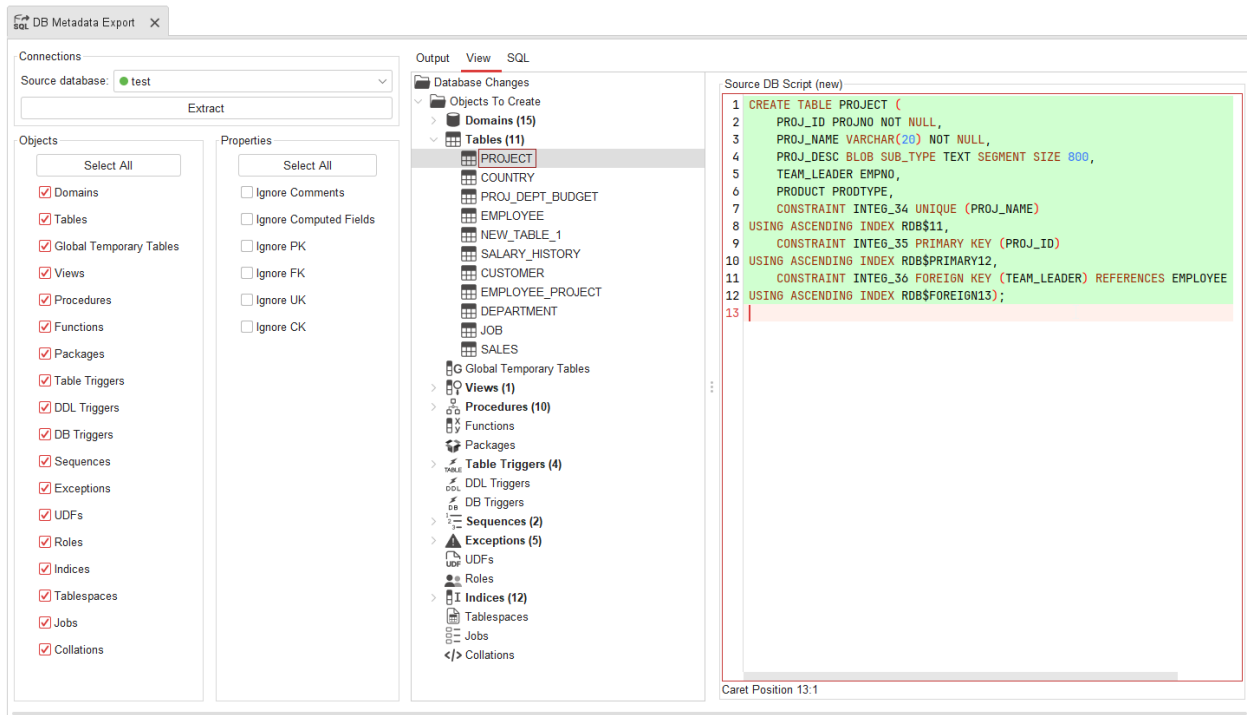 DB Metadata Export
Connections
Source database: test
Extract
Objects
Select All
Domains
Tables
Global Temporary Tables
Views
Procedures
Functions
Packages
Table Triggers
DDL Triggers
DB Triggers
Sequences
Exceptions
UDFs
Roles
Indices
Tablespaces
Jobs
Collations
Properties
Select All
Ignore Comments
Ignore Computed Fields
Ignore PK
Ignore FK
Ignore UK
Ignore CK
Output View SQL
Database Changes
Objects To Create
Domains (15)
Tables (11)
PROJECT
COUNTRY
PROJ_DEPT_BUDGET
EMPLOYEE
NEW_TABLE_1
SALARY_HISTORY
CUSTOMER
EMPLOYEE_PROJECT
DEPARTMENT
JOB
SALES
Global Temporary Tables
Views (1)
Procedures (10)
Functions
Packages
Table Triggers (4)
DDL Triggers
DB Triggers
Sequences (2)
Exceptions (5)
UDFs
Roles
Indices (12)
Tablespaces
Jobs
Collations
Source DB Script (new)
1 CREATE TABLE PROJECT (
2 PROJ_ID PROJNO NOT NULL,
3 PROJ_NAME VARCHAR(20) NOT NULL,
4 PROJ_DESC BLOB SUB_TYPE TEXT SEGMENT SIZE 800,
5 TEAM_LEADER EMPNO,
6 PRODUCT PRODTYPE,
7 CONSTRAINT INTEG_34 UNIQUE (PROJ_NAME)
8 USING ASCENDING INDEX RDB$11,
9 CONSTRAINT INTEG_35 PRIMARY KEY (PROJ_ID)
10 USING ASCENDING INDEX RDB$PRIMARY12,
11 CONSTRAINT INTEG_36 FOREIGN KEY (TEAM_LEADER) REFERENCES EMPLOYEE
12 USING ASCENDING INDEX RDB$FOREIGN13);
13
Caret Position 13:1